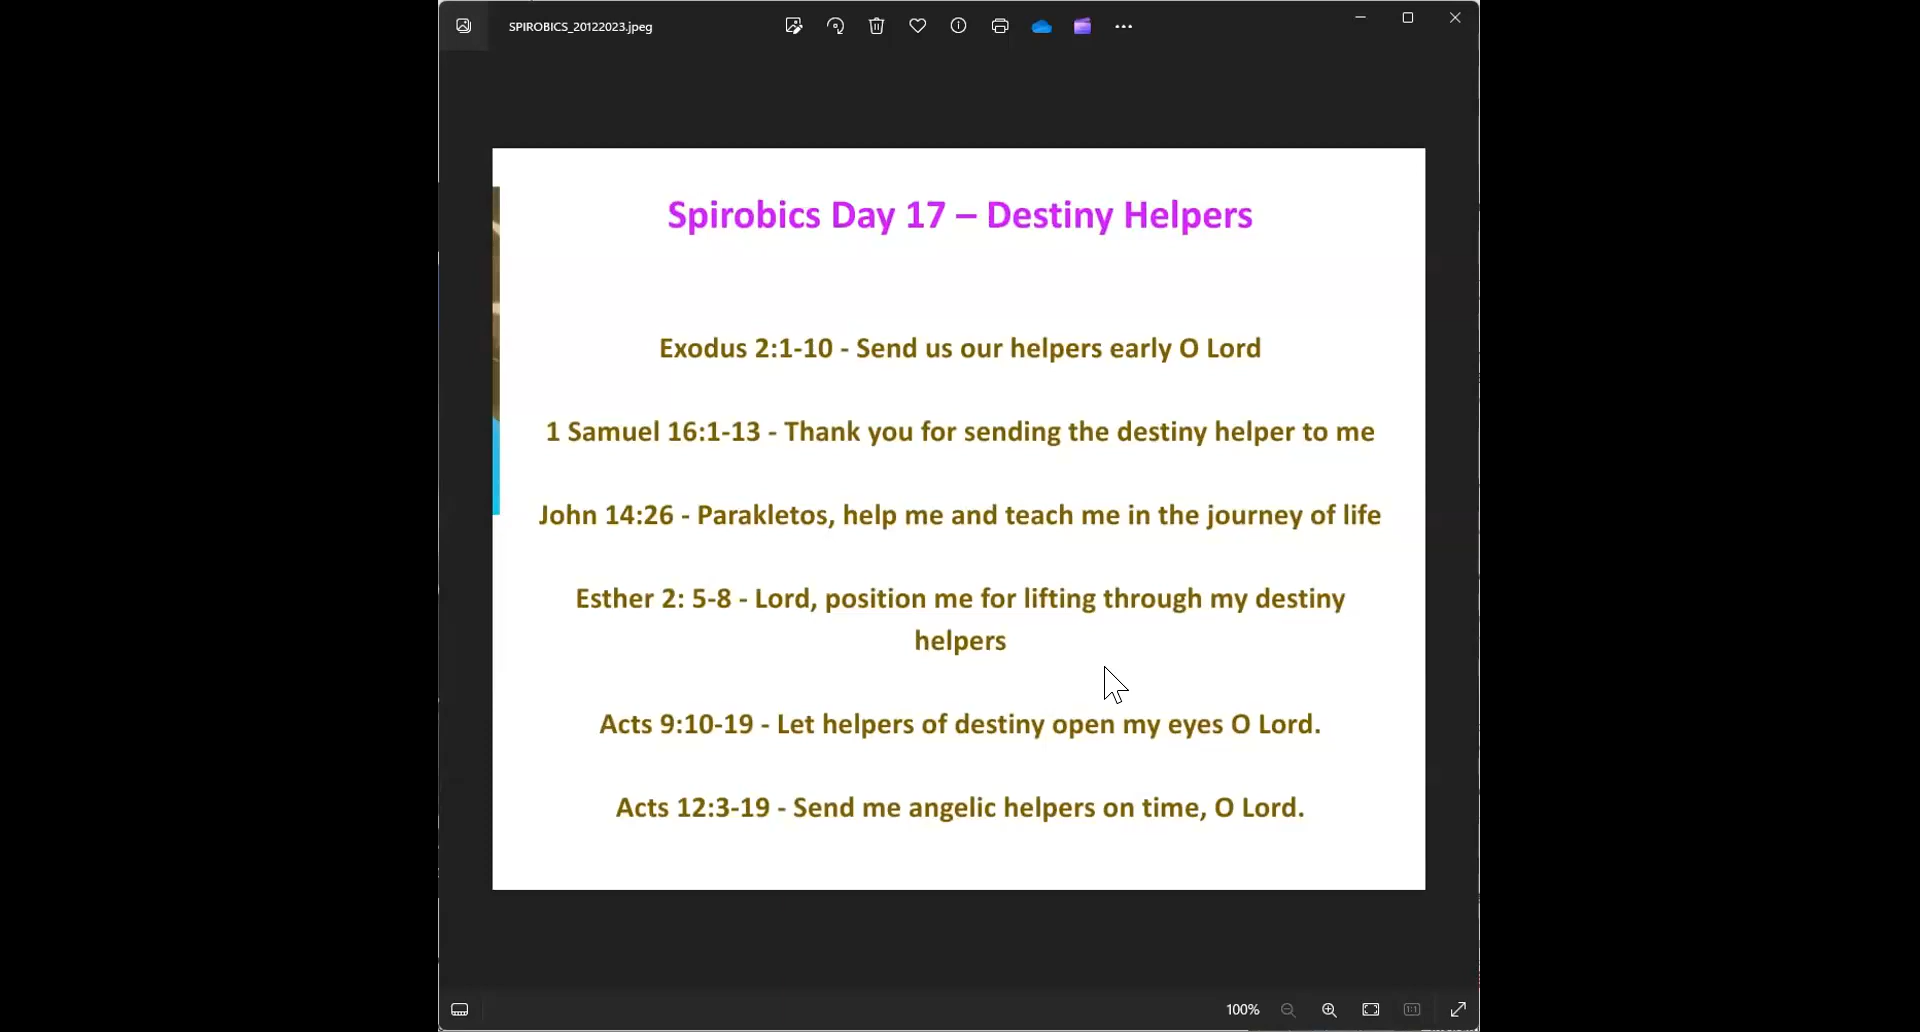 SPIROBICS_20122023.jpeg
Spirobics Day 17 – Destiny Helpers
Exodus 2:1-10 - Send us our helpers early O Lord
1 Samuel 16:1-13 - Thank you for sending the destiny helper to me
John 14:26 - Parakletos, help me and teach me in the journey of life
Esther 2: 5-8 - Lord, position me for lifting through my destiny
helpers
Acts 9:10-19 - Let helpers of destiny open my eyes O Lord.
Acts 12:3-19 - Send me angelic helpers on time, O Lord.
100%
1:1